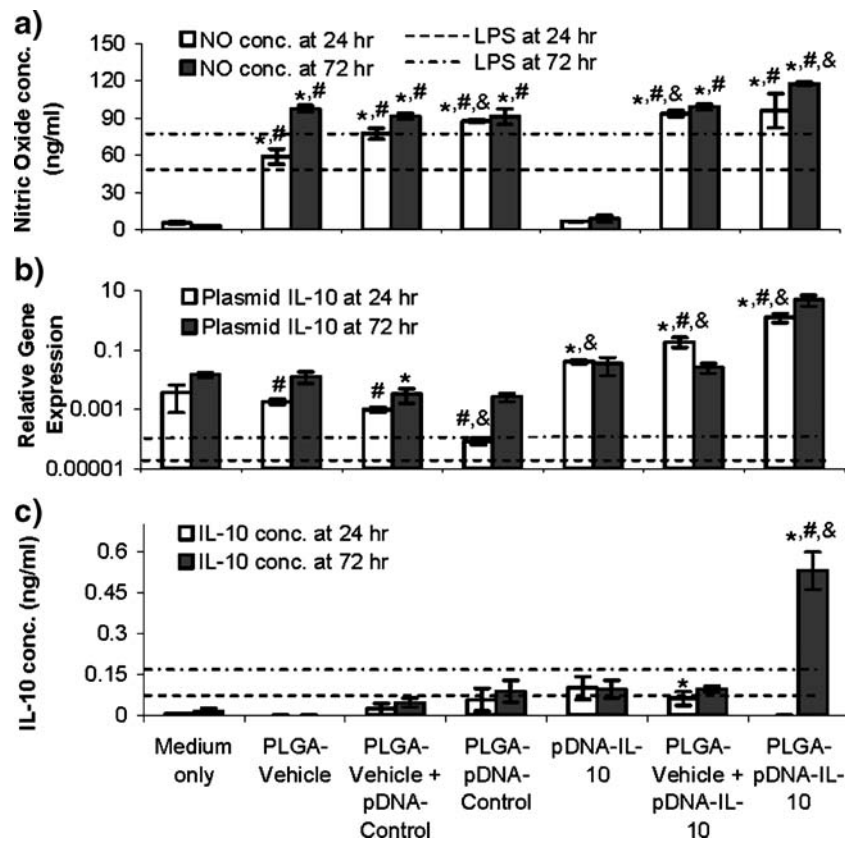 a)
Nitric Oxide conc.
(ng/ml)
150
120
90
60
30
0
NO conc. at 24 hr
NO conc. at 72 hr
LPS at 24 hr
LPS at 72 hr
*,#
*,#
*,#
*,#
*,#,&
*,#
*,#,&
*,#
*,#
*,#,&
b)
Relative Gene
Expression
10
0.1
0.001
0.00001
Plasmid IL-10 at 24 hr
Plasmid IL-10 at 72 hr
#
#
*
#,&
*,&
*,#,&
*,#,&
c)
IL-10 conc. (ng/ml)
0.6
0.45
0.3
0.15
0
IL-10 conc. at 24 hr
IL-10 conc. at 72 hr
*
*,#,&
Medium
only
PLGA-
Vehicle
PLGA-
Vehicle +
pDNA-
Control
PLGA-
pDNA-
Control
pDNA-IL-
10
PLGA-
Vehicle +
pDNA-IL-
10
PLGA-
pDNA-IL-
10